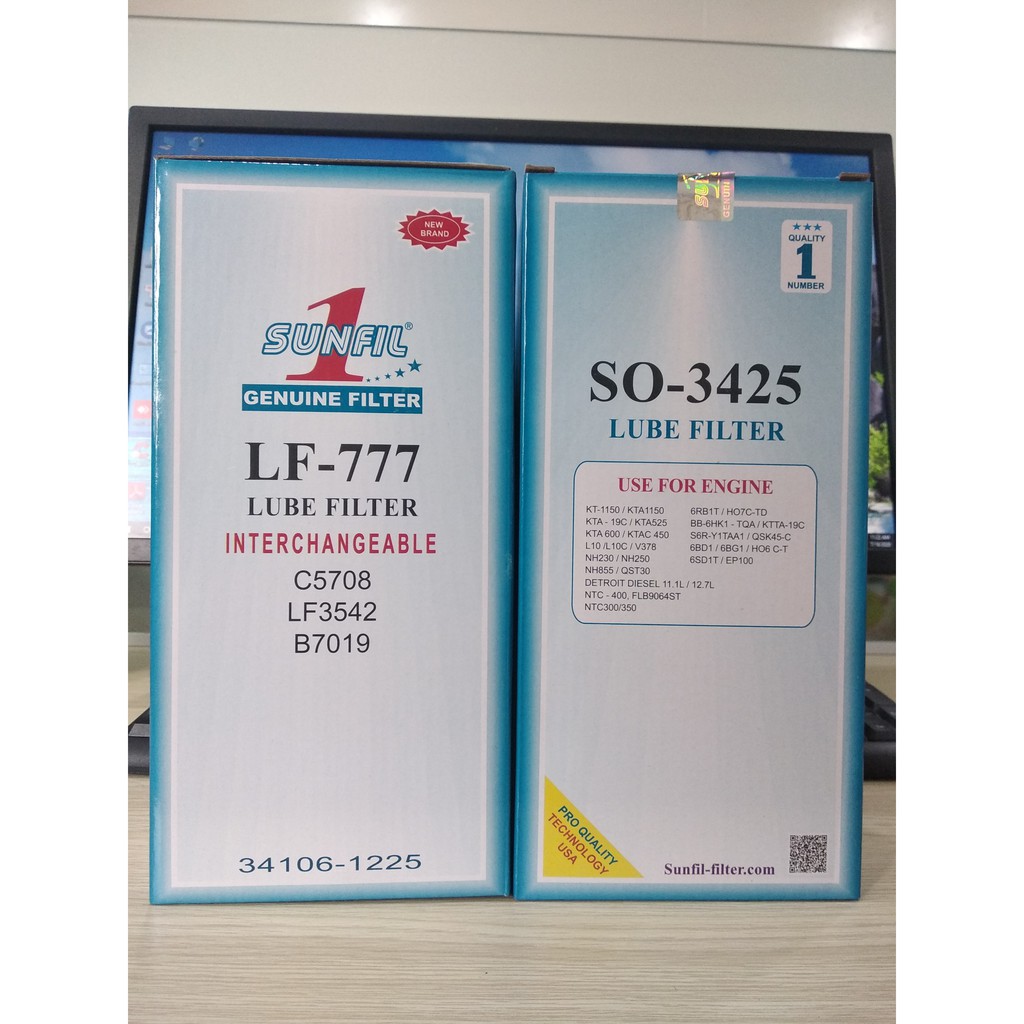 NEW
BRAND
1
SUNFIL®
GENUINE FILTER
LF-777
LUBE FILTER
INTERCHANGEABLE
C5708
LF3542
B7019
34106-1225
GENUIN
QUALITY
1
NUMBER
SO-3425
LUBE FILTER
USE FOR ENGINE
KT-1150 / KTA1150
KTA - 19C / KTA525
KTA 600 / KTAC 450
L10 /L10C / V378
NH230 / NH250
NH855 / QST30
DETROIT DIESEL 11.1L / 12.7L
NTC - 400, FLB9064ST
NTC300/350
6RB1T / HO7C-TD
BB-6HK1 - TQA / KTTA-19C
S6R-Y1TAA1 / QSK45-C
6BD1 / 6BG1 / HO6 C-T
6SD1T / EP100
PRO QUALITY
TECHNOLOGY
USA
Sunfil-filter.com